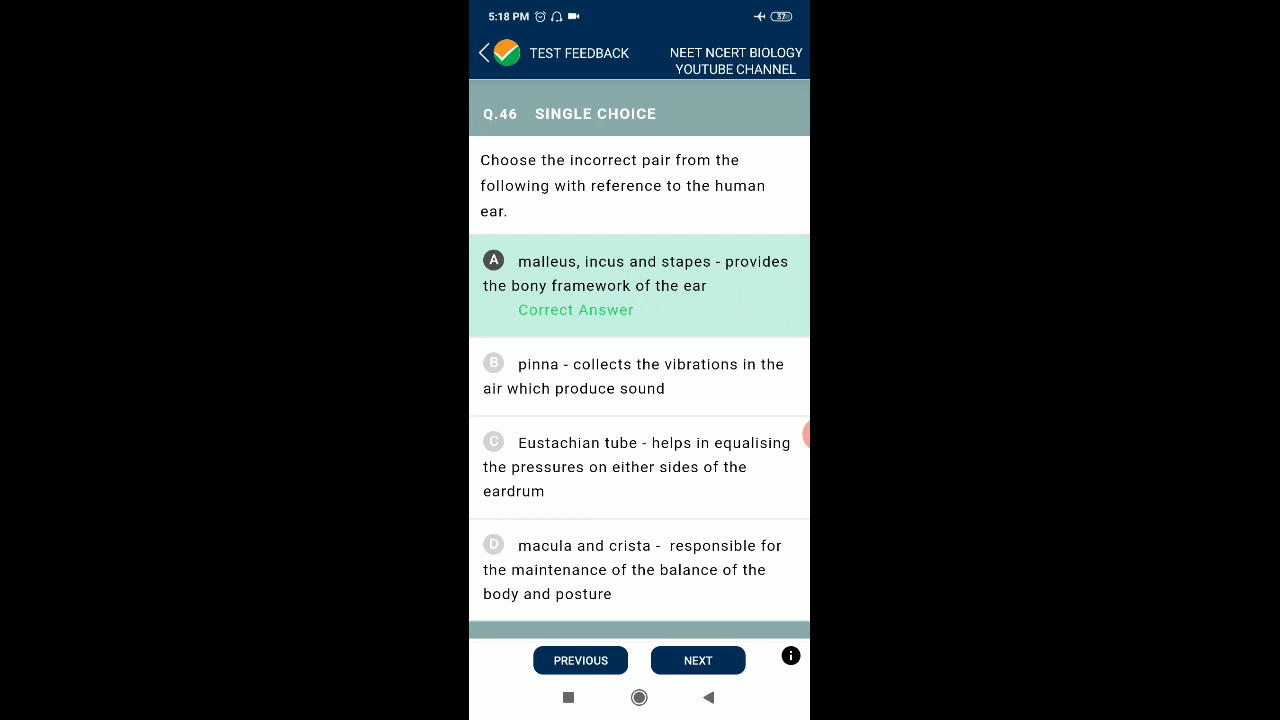 5:18 PM 37
TEST FEEDBACK
NEET NCERT BIOLOGY
YOUTUBE CHANNEL
Q.46 SINGLE CHOICE
Choose the incorrect pair from the
following with reference to the human
ear.
A malleus, incus and stapes - provides
the bony framework of the ear
Correct Answer
B pinna - collects the vibrations in the
air which produce sound
C Eustachian tube - helps in equalising
the pressures on either sides of the
eardrum
D macula and crista - responsible for
the maintenance of the balance of the
body and posture
PREVIOUS NEXT